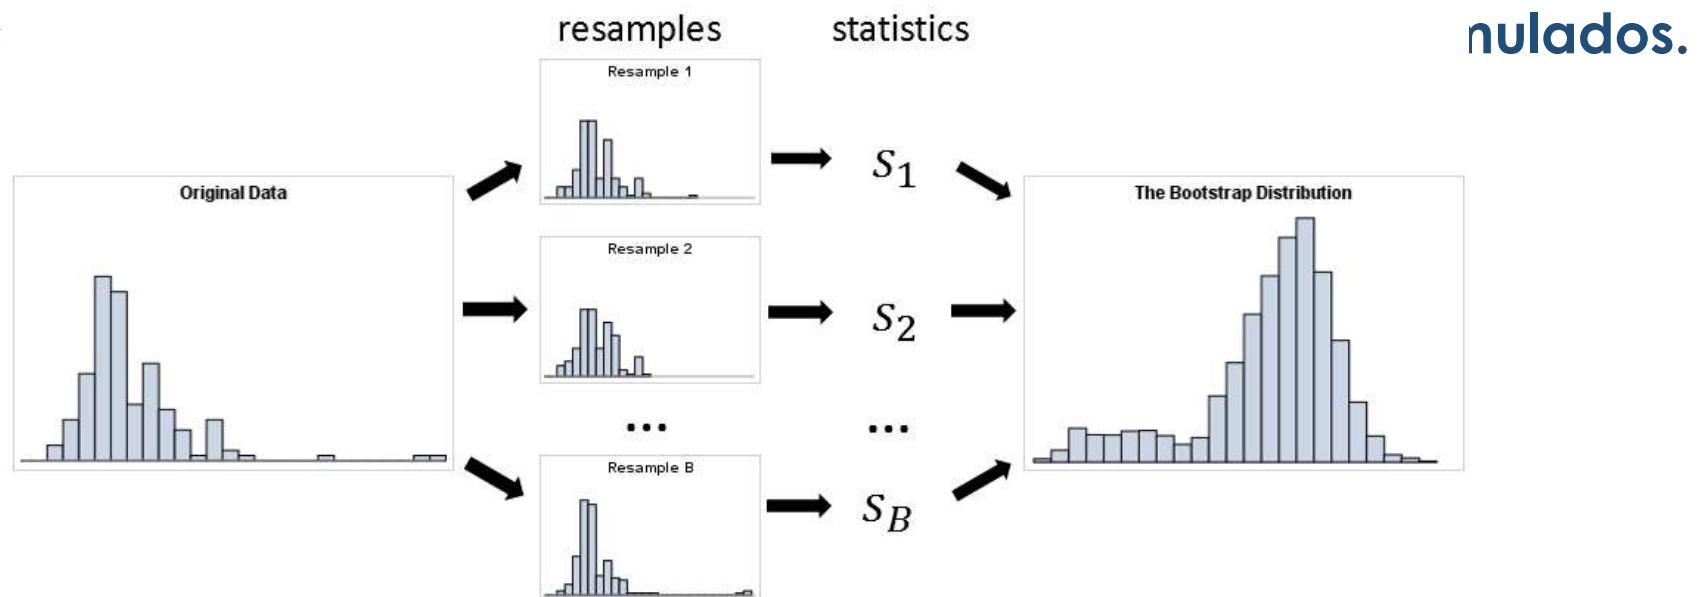 resamples
statistics
nulados.
Resample 1
Original Data
Resample 2
...
Resample B
S1
S2
...
SB
The Bootstrap Distribution